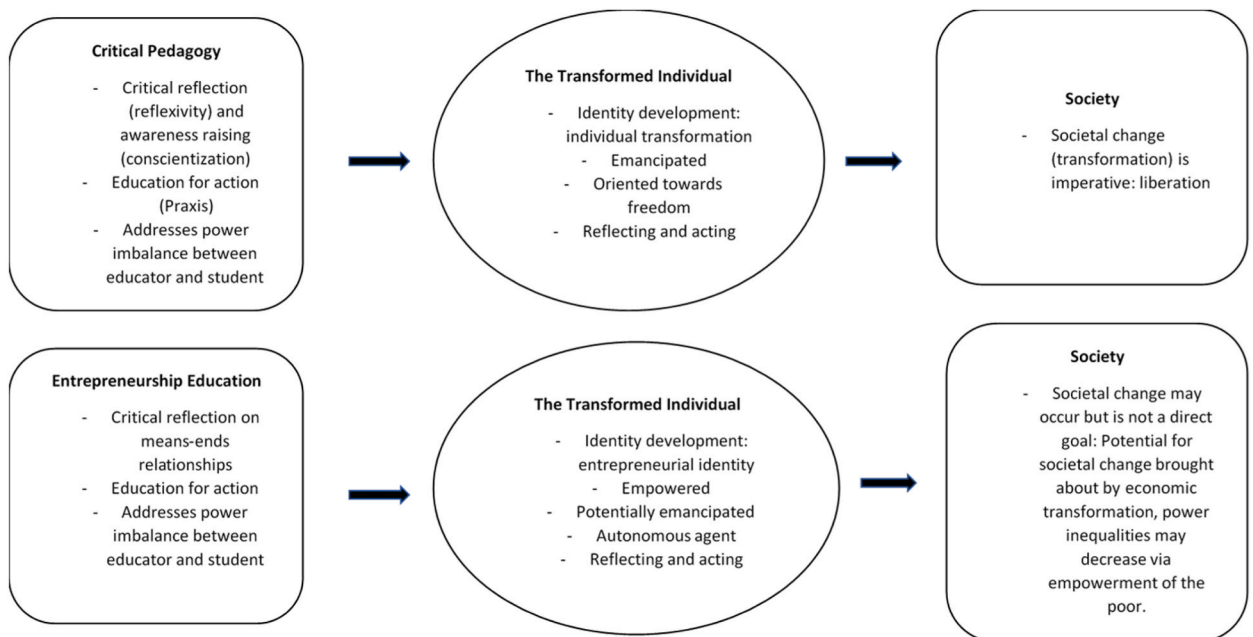 Critical Pedagogy
- Critical reflection
(reflexivity) and
awareness raising
(conscientization)
- Education for action
(Praxis)
- Addresses power
imbalance between
educator and student
The Transformed Individual
- Identity development:
individual transformation
- Emancipated
- Oriented towards
freedom
- Reflecting and acting
Society
- Societal change
(transformation) is
imperative: liberation
Entrepreneurship Education
- Critical reflection on
means-ends
relationships
- Education for action
- Addresses power
imbalance between
educator and student
The Transformed Individual
- Identity development:
entrepreneurial identity
- Empowered
- Potentially emancipated
- Autonomous agent
- Reflecting and acting
Society
- Societal change may
occur but is not a direct
goal: Potential for
societal change brought
about by economic
transformation, power
inequalities may
decrease via
empowerment of the
poor.